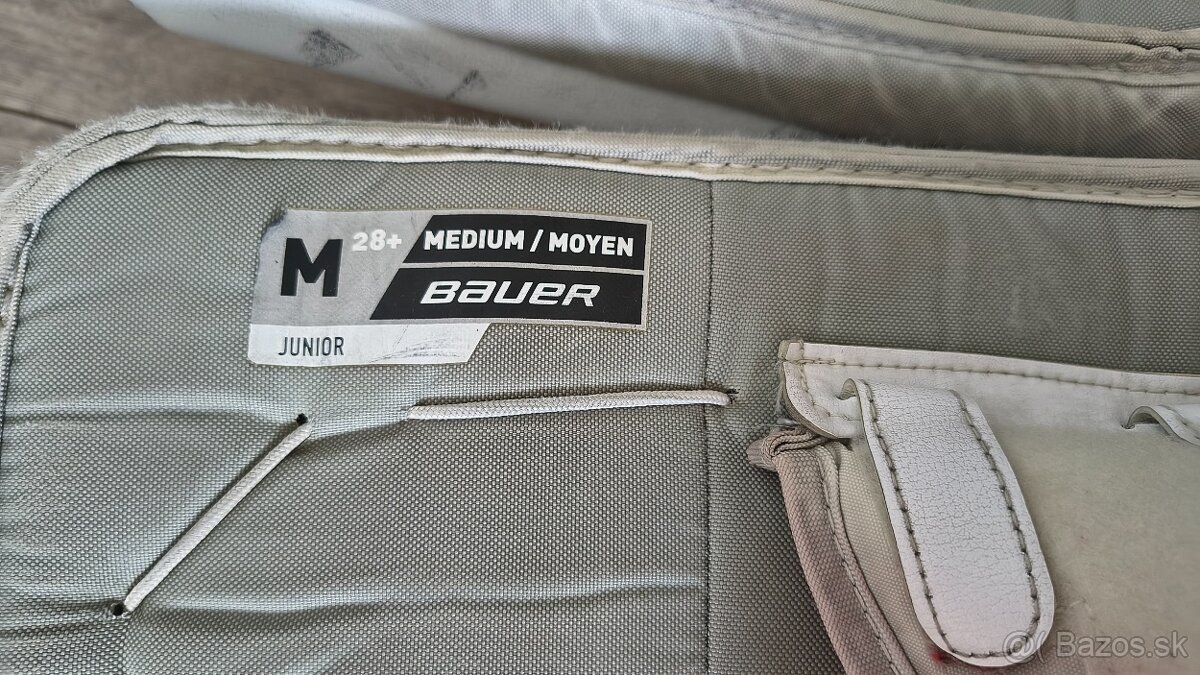 M 28+ MEDIUM / MOYEN
BAUER
JUNIOR
Bazos.sk